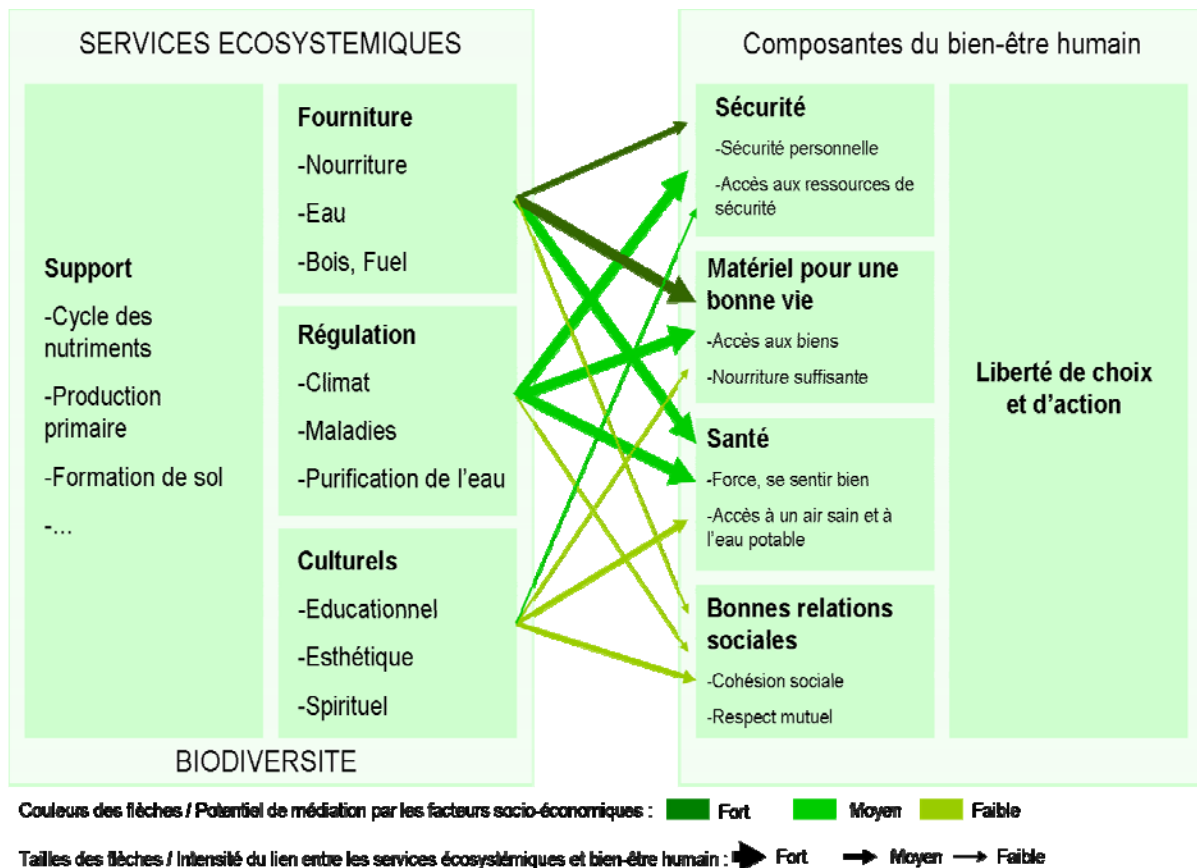 SERVICES ECOSYSTEMIQUES
Support
-Cycle des
nutriments
-Production
primaire
-Formation de sol
-...
Fourniture
-Nourriture
-Eau
-Bois, Fuel
Régulation
-Climat
-Maladies
-Purification de l'eau
Culturels
-Educationnel
-Esthétique
-Spirituel
BIODIVERSITE
Composantes du bien-être humain
Sécurité
-Sécurité personnelle
-Accès aux ressources de
sécurité
Matériel pour une
bonne vie
-Accès aux biens
-Nourriture suffisante
Santé
-Force, se sentir bien
-Accès à un air sain et à
l'eau potable
Bonnes relations
sociales
-Cohésion sociale
-Respect mutuel
Liberté de choix
et d'action
Couleurs des flèches / Potentiel de médiation par les facteurs socio-économiques : Fort Moyen Faible
Tailles des flèches / Intensité du lien entre les services écosystémiques et bien-être humain : Fort Moyen Faible